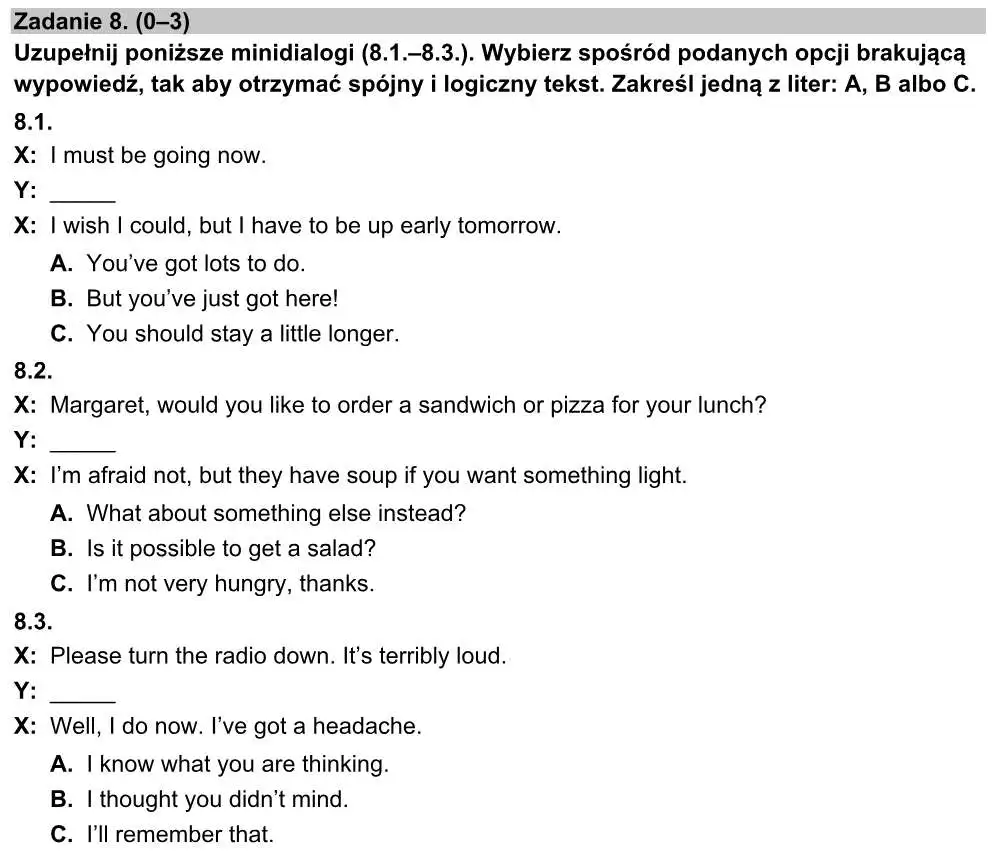 Zadanie 8. (0–3)
Uzupełnij poniższe minidialogi (8.1.–8.3.). Wybierz spośród podanych opcji brakującą
wypowiedź, tak aby otrzymać spójny i logiczny tekst. Zakreśl jedną z liter: A, B albo C.
8.1.
X: I must be going now.
Y: ______
X: I wish I could, but I have to be up early tomorrow.
A. You’ve got lots to do.
B. But you’ve just got here!
C. You should stay a little longer.
8.2.
X: Margaret, would you like to order a sandwich or pizza for your lunch?
Y: ______
X: I’m afraid not, but they have soup if you want something light.
A. What about something else instead?
B. Is it possible to get a salad?
C. I’m not very hungry, thanks.
8.3.
X: Please turn the radio down. It’s terribly loud.
Y: ______
X: Well, I do now. I’ve got a headache.
A. I know what you are thinking.
B. I thought you didn’t mind.
C. I’ll remember that.